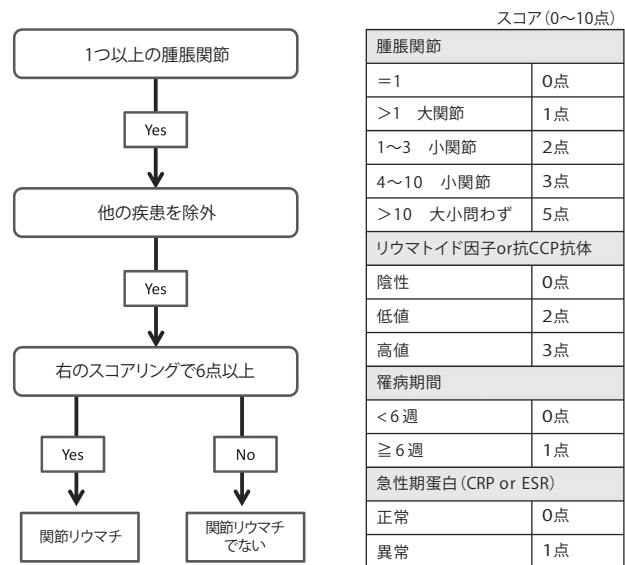 1つ以上の腫脹関節
Yes
他の疾患を除外
Yes
右のスコアリングで6点以上
Yes
No
関節リウマチ
関節リウマチ
でない
スコア(0〜10点)
腫脹関節
＝1 0点
＞1 大関節 1点
1〜3 小関節 2点
4〜10 小関節 3点
＞10 大小問わず 5点
リウマトイド因子or抗CCP抗体
陰性 0点
低値 2点
高値 3点
罹病期間
<6週 0点
≧6週 1点
急性期蛋白(CRP or ESR)
正常 0点
異常 1点